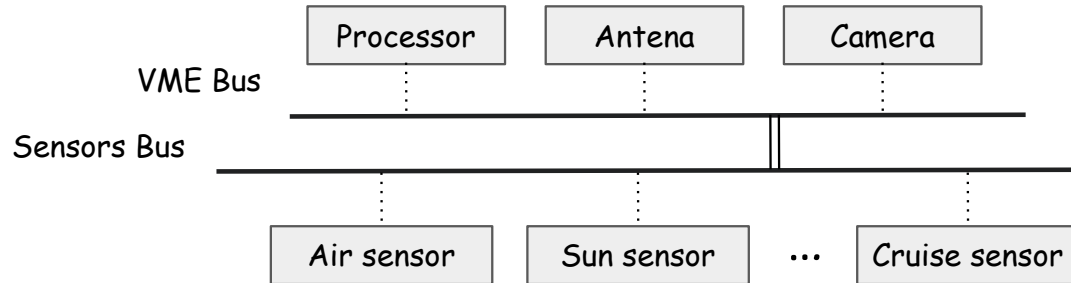 Processor
Antena
Camera
VME Bus
Sensors Bus
Air sensor
Sun sensor
...
Cruise sensor